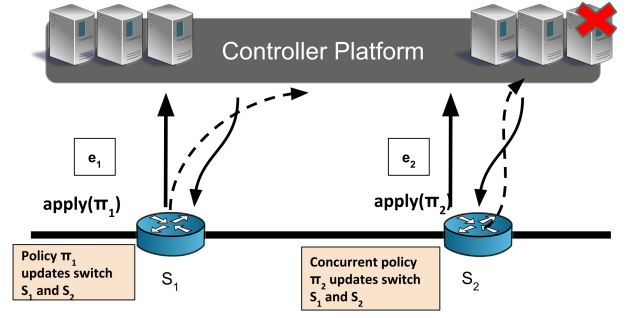 Controller Platform
e₁
e₂
apply(π₁)
apply(π₂)
Policy π₁
updates switch
S₁ and S₂
S₁
Concurrent policy
π₂ updates switch
S₁ and S₂
S₂